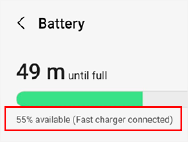 Battery
49 m until full
55% available (Fast charger connected)